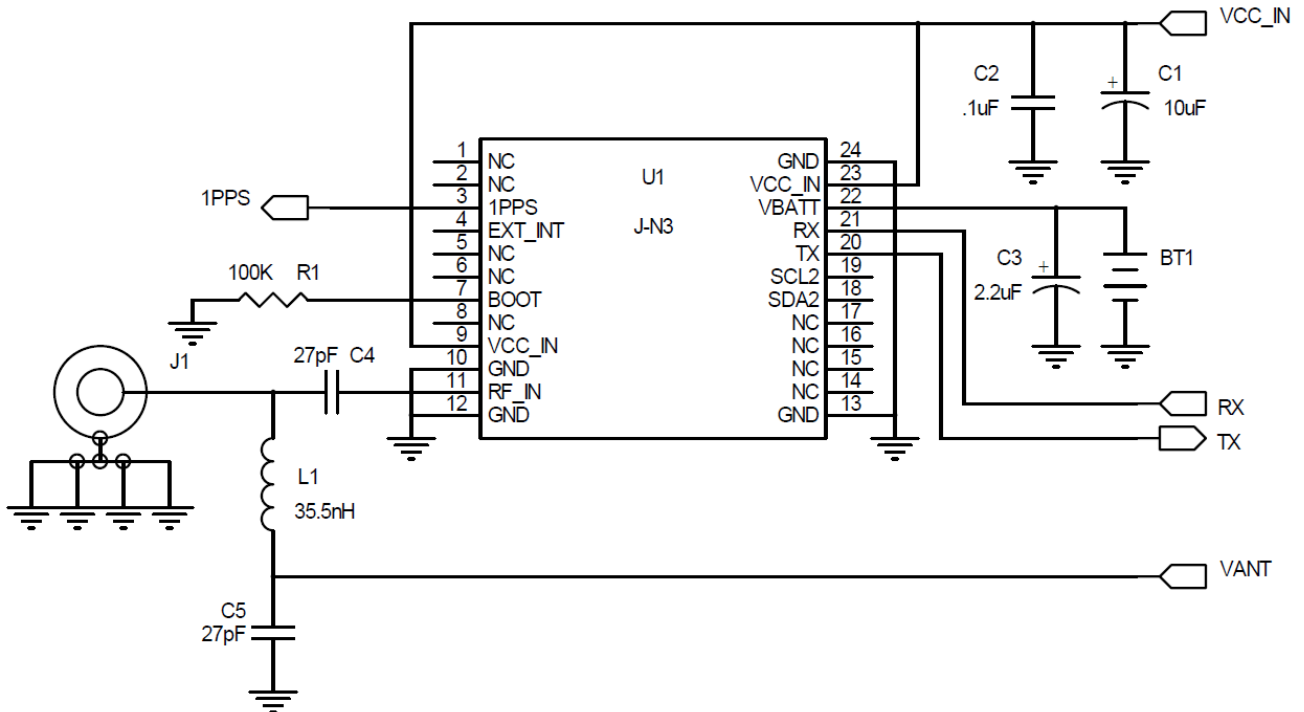 VCC_IN
C2
.1uF
C1
+
10uF
1 NC
2 NC
3 1PPS
4 EXT_INT
5 NC
6 NC
7 BOOT
8 NC
9 VCC_IN
10 GND
11 RF_IN
12 GND
U1
J-N3
GND 24
VCC_IN 23
VBATT 22
RX 21
TX 20
SCL2 19
SDA2 18
NC 17
NC 16
NC 15
NC 14
GND 13
1PPS
100K R1
C3
+
2.2uF
BT1
J1
27pF C4
RX
TX
L1
35.5nH
VANT
C5
27pF